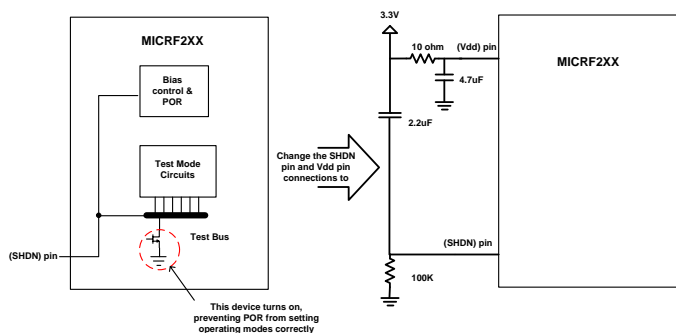 MICRF2XX
Bias
control &
POR
Test Mode
Circuits
Test Bus
(SHDN) pin
This device turns on,
preventing POR from setting
operating modes correctly
Change the SHDN
pin and Vdd pin
connections to
3.3V
10 ohm
(Vdd) pin
4.7uF
2.2uF
MICRF2XX
(SHDN) pin
100K